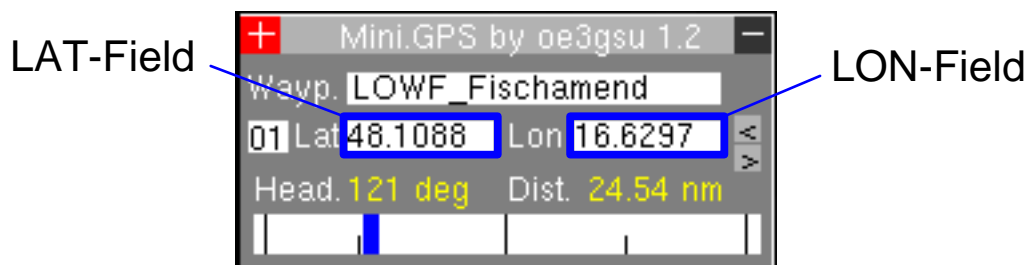 LAT-Field
LON-Field
+ Mini.GPS by oe3gsu 1.2 −
Wayp. LOWF_Fischamend
01 Lat 48.1088 Lon 16.6297 <
>
Head. 121 deg Dist. 24.54 nm